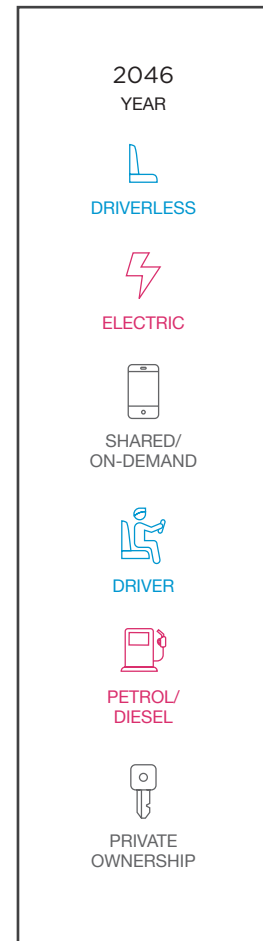 2046
YEAR
DRIVERLESS
ELECTRIC
SHARED/
ON-DEMAND
DRIVER
PETROL/
DIESEL
PRIVATE
OWNERSHIP